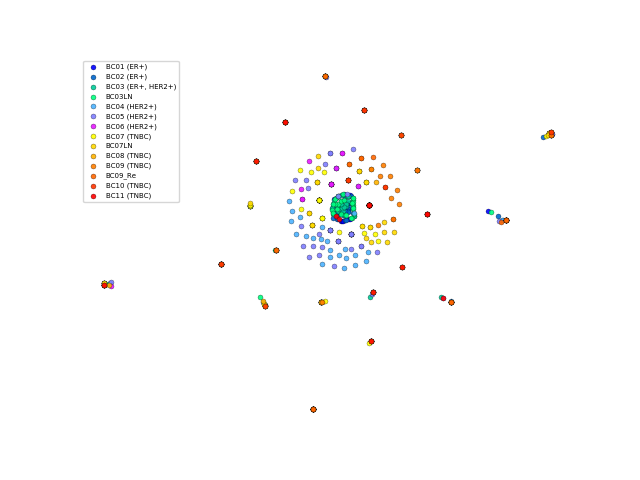 BC01 (ER+)
BC02 (ER+)
BC03 (ER+, HER2+)
BC03LN
BC04 (HER2+)
BC05 (HER2+)
BC06 (HER2+)
BC07 (TNBC)
BC07LN
BC08 (TNBC)
BC09 (TNBC)
BC09_Re
BC10 (TNBC)
BC11 (TNBC)